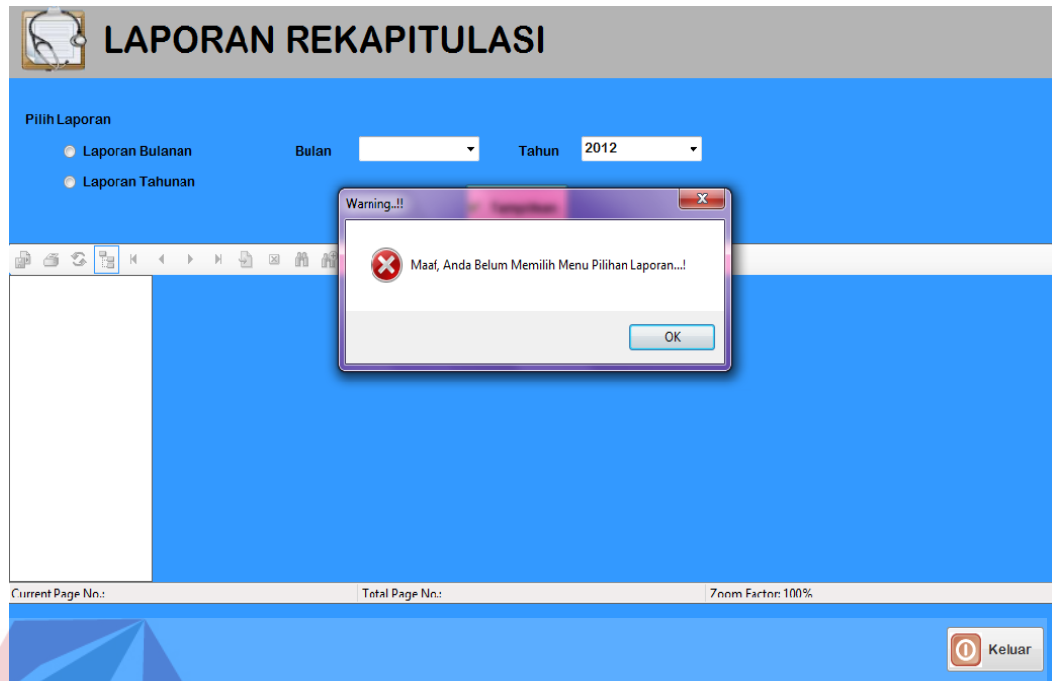 LAPORAN REKAPITULASI
Pilih Laporan
Laporan Bulanan
Bulan
Tahun
2012
Laporan Tahunan
Warning..!!
Maaf, Anda Belum Memilih Menu Pilihan Laporan...!
OK
Current Page No.:
Total Page No.:
Zoom Factor: 100%
Keluar